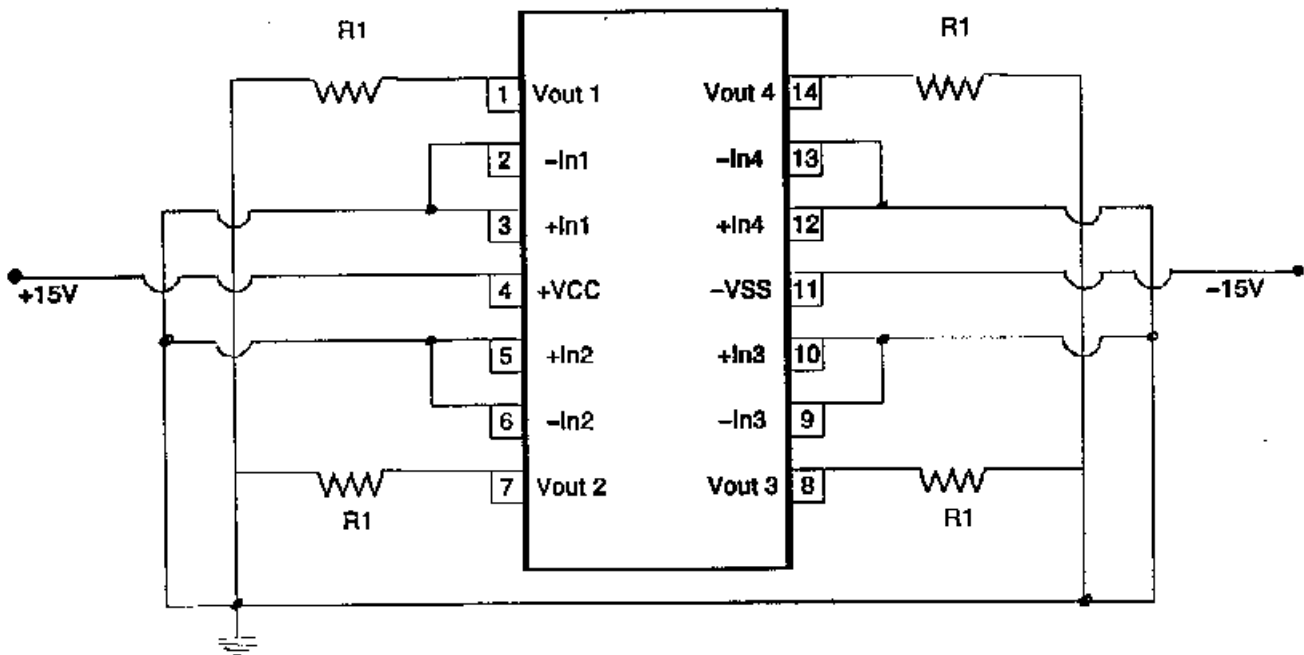 R1
R1
1 Vout 1
Vout 4 14
2 –In1
–In4 13
3 +In1
+In4 12
+15V
4 +VCC
–VSS 11
–15V
5 +In2
+In3 10
6 –In2
–In3 9
7 Vout 2
Vout 3 8
R1
R1